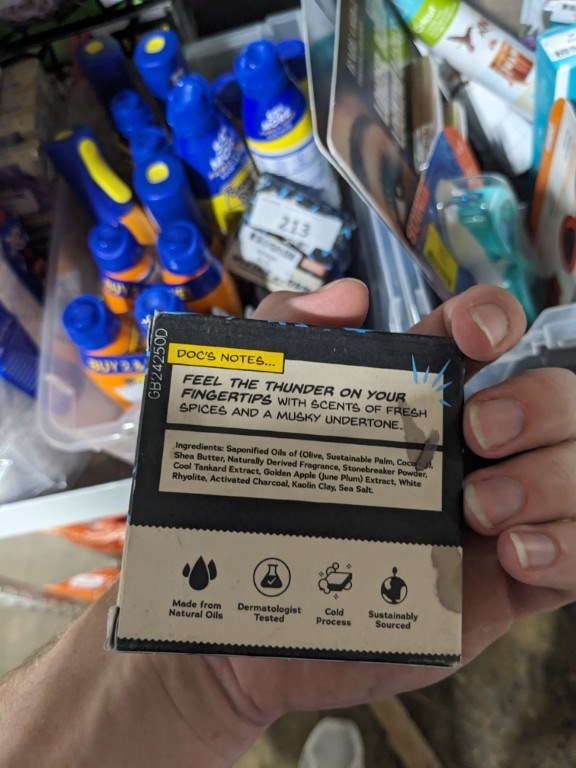 213
GB24250D
DOC'S NOTES...
FEEL THE THUNDER ON YOUR
FINGERTIPS WITH SCENTS OF FRESH
SPICES AND A MUSKY UNDERTONE...
Ingredients: Saponified Oils of (Olive, Sustainable Palm,
Shea Butter, Naturally Derived Fragrance, Stonebreaker Powder,
Cool Tankard Extract, Golden Apple (June Plum) Extract, White
Rhyolite, Activated Charcoal, Kaolin Clay, Sea Salt.
Made from
Natural Oils
Dermatologist
Tested
Cold
Process
Sustainably
Sourced
BUY 2 &